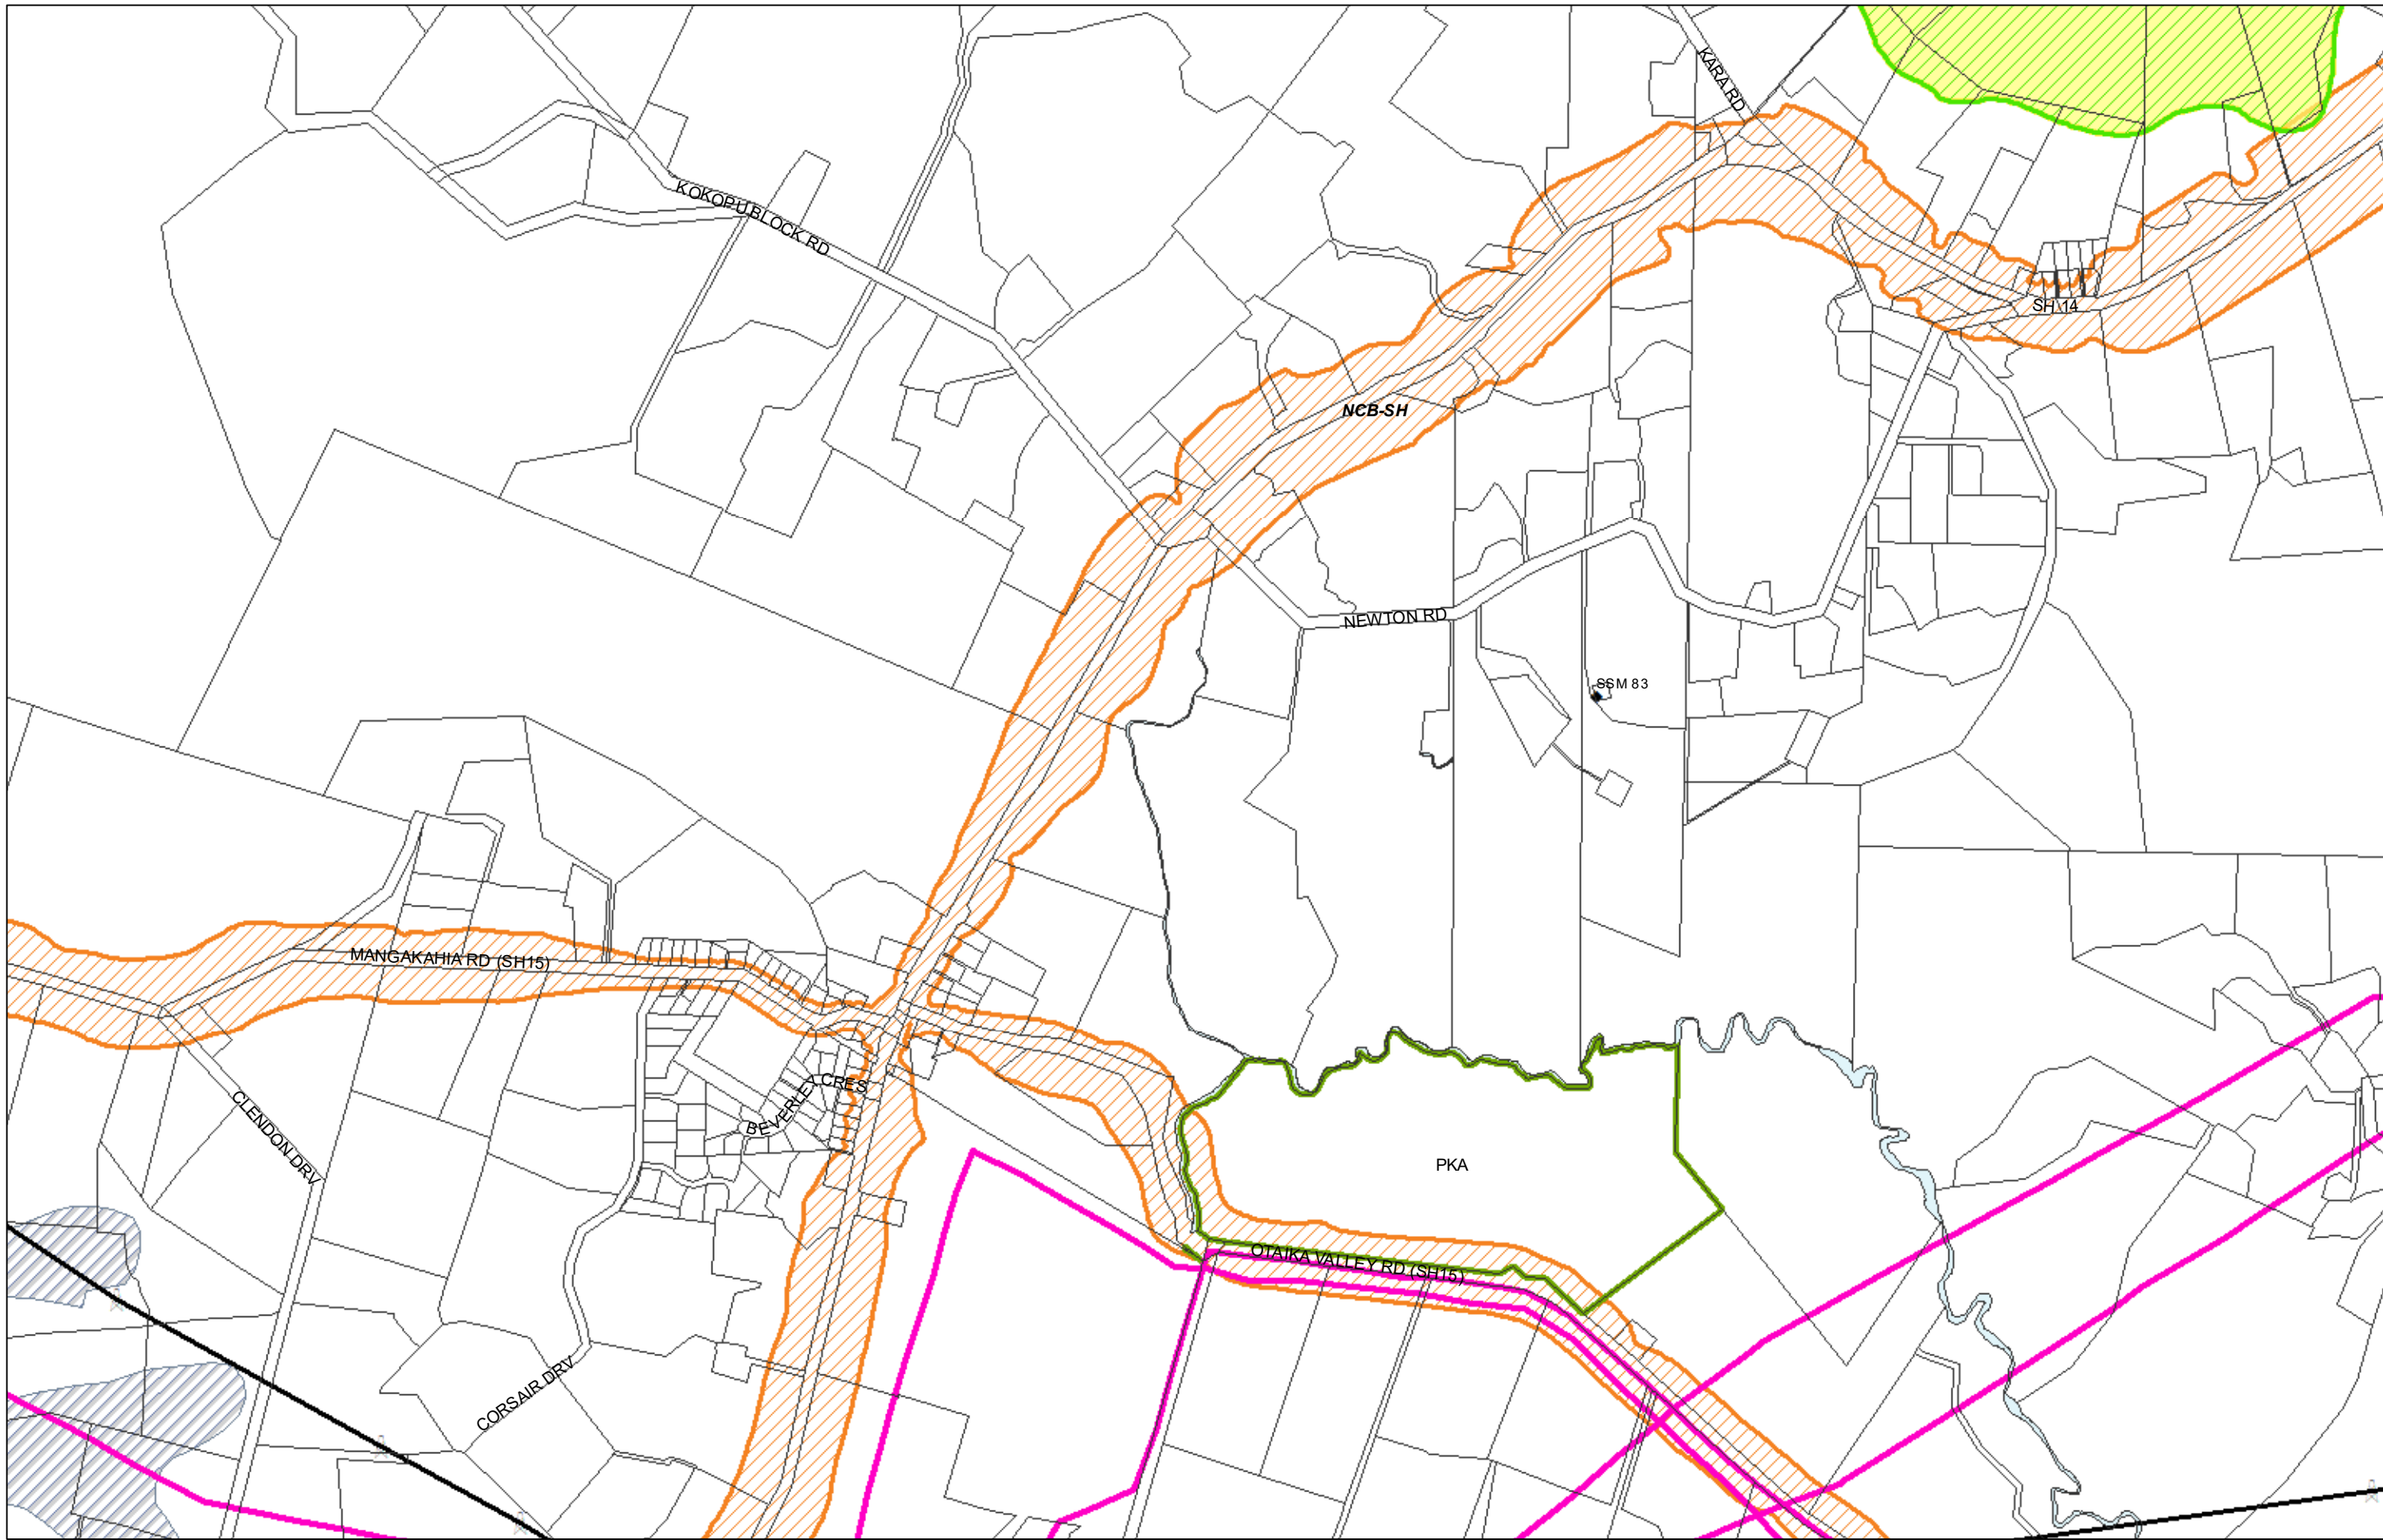 KARA RD
KOKOPU BLOCK RD
SH 14
NCB-SH
NEWTON RD
SSM 83
MANGAKAHIA RD (SH15)
BEVERLEY CRES
CLENDON DRV
PKA
OTAIKA VALLEY RD (SH15)
CORSAIR DRV